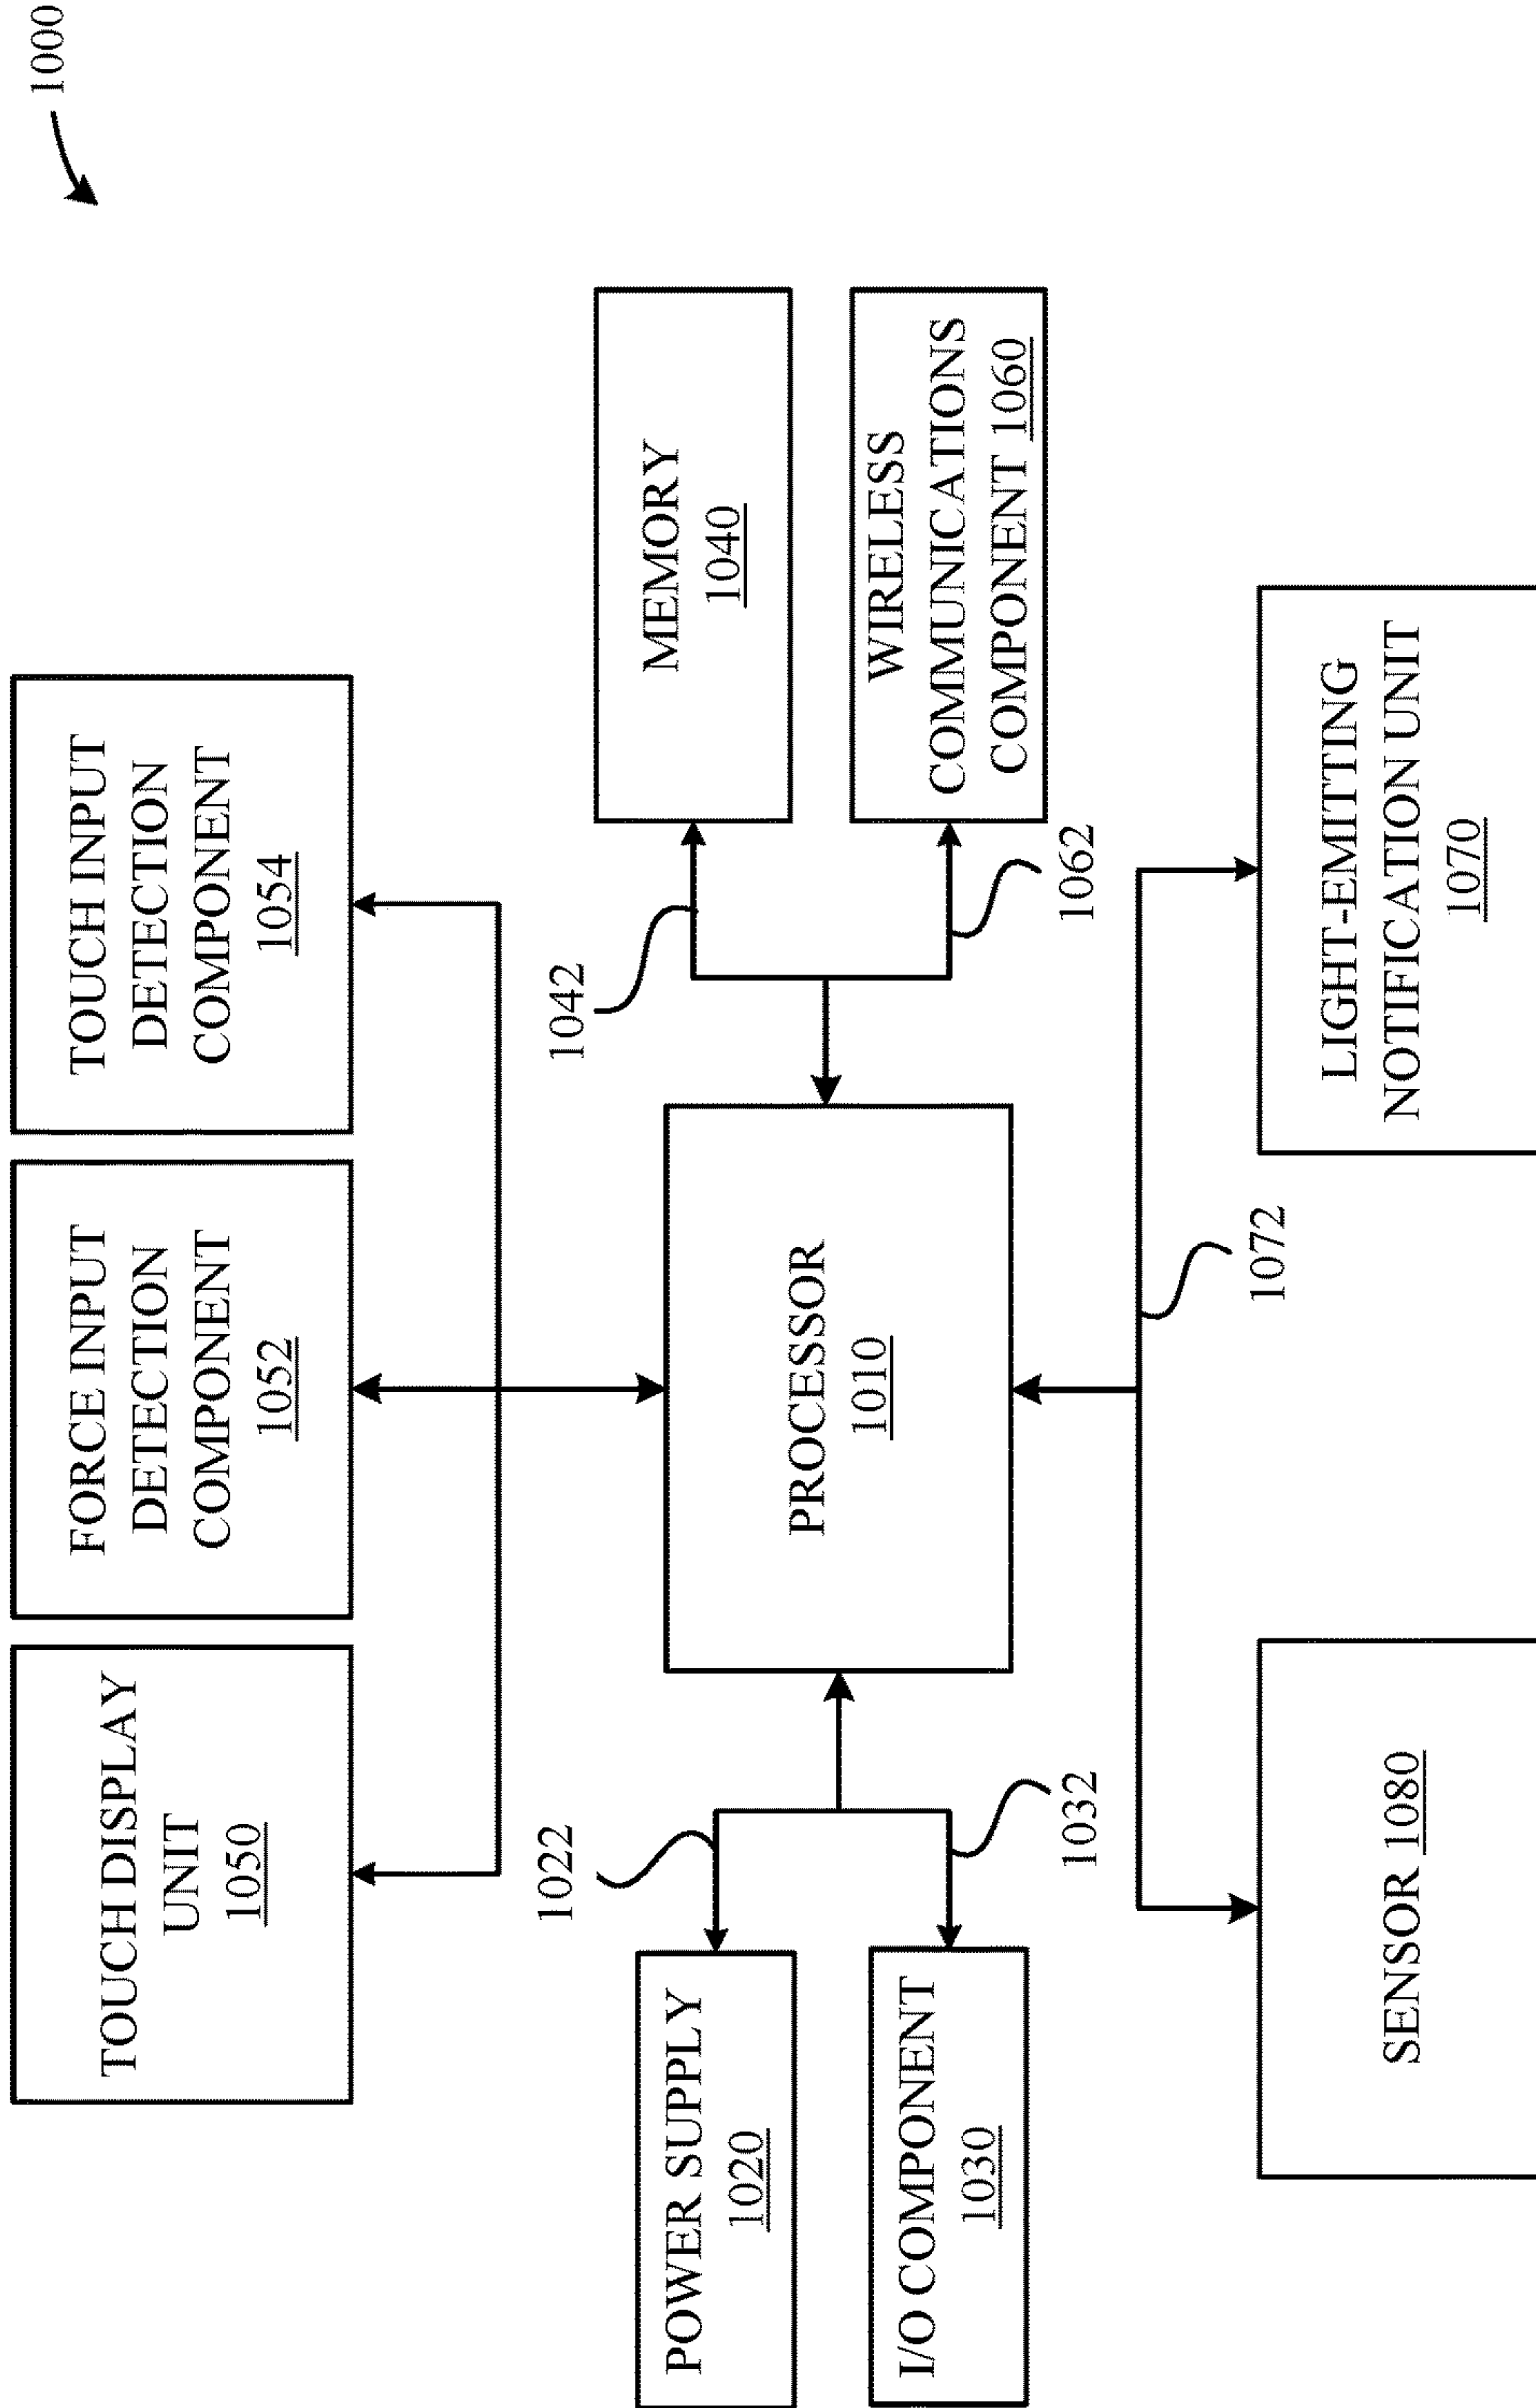 1000
TOUCH DISPLAY
UNIT
1050
FORCE INPUT
DETECTION
COMPONENT
1052
TOUCH INPUT
DETECTION
COMPONENT
1054
1022
1042
POWER SUPPLY
1020
PROCESSOR
1010
MEMORY
1040
I/O COMPONENT
1030
WIRELESS
COMMUNICATIONS
COMPONENT 1060
1032
1062
1072
SENSOR 1080
LIGHT-EMITTING
NOTIFICATION UNIT
1070